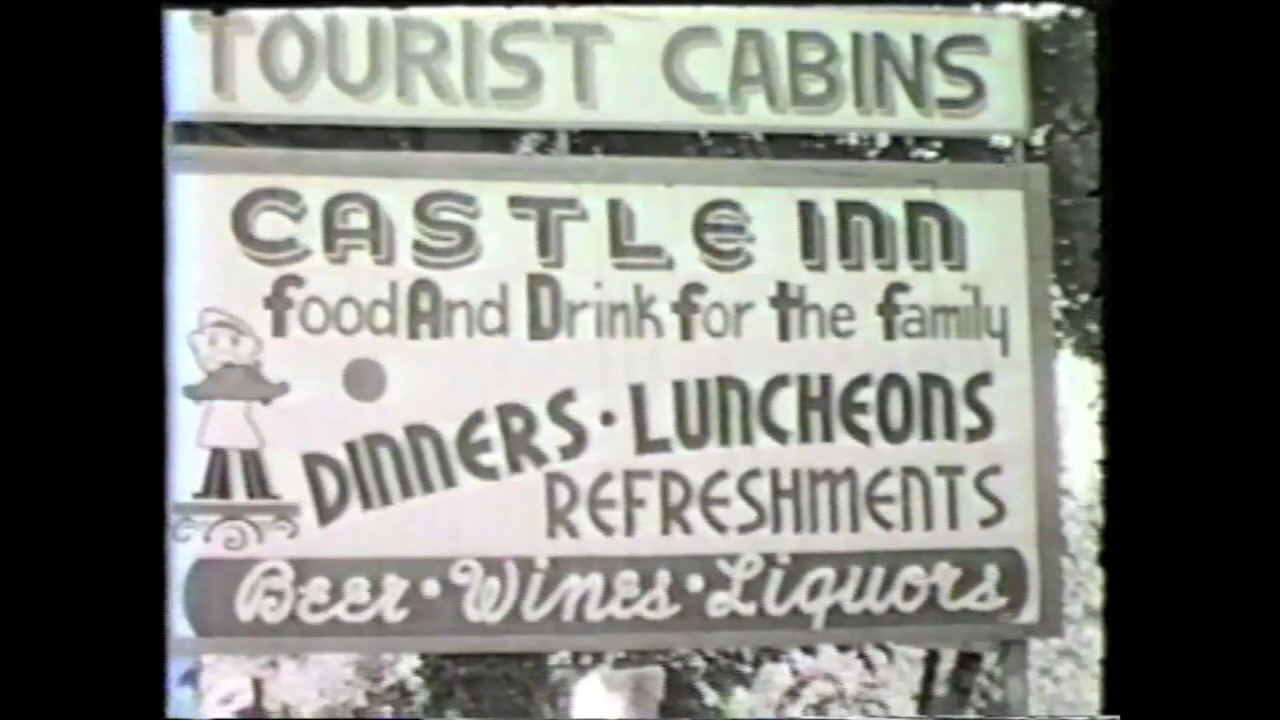 TOURIST CABINS
CASTLE INN
food And Drink for the family
DINNERS · LUNCHEONS
REFRESHMENTS
Beer · Wines · Liquors